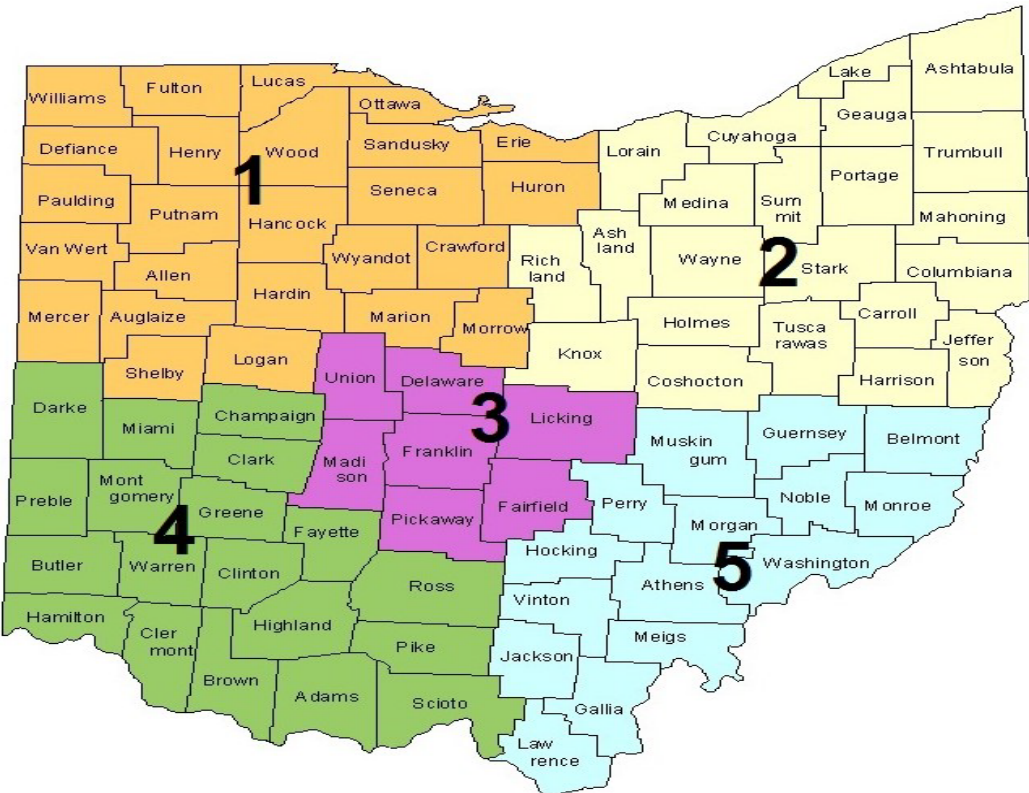 Williams
Fulton
Lucas
Ottawa
Defiance
Henry
Wood
Sandusky
Erie
1
Paulding
Putnam
Seneca
Huron
Hancock
Van Wert
Allen
Wyandot
Crawford
Mercer
Auglaize
Hardin
Marion
Morrow
Shelby
Logan
Lake
Ashtabula
Geauga
Cuyahoga
Lorain
Trumbull
Portage
Medina
Sum
mit
Mahoning
Ash
land
Rich
land
Wayne
2
Stark
Columbiana
Holmes
Tusca
rawas
Carroll
Jeffer
son
Knox
Coshocton
Harrison
Union
Delaware
3
Licking
Franklin
Madi
son
Pickaway
Fairfield
Darke
Miami
Champaign
Clark
Preble
Mont
gomery
Greene
4
Fayette
Butler
Warren
Clinton
Ross
Hamilton
Cler
mont
Highland
Pike
Brown
Adams
Scioto
Muskin
gum
Guernsey
Belmont
Perry
Noble
Monroe
Morgan
Hocking
5
Washington
Athens
Vinton
Meigs
Jackson
Gallia
Law
rence